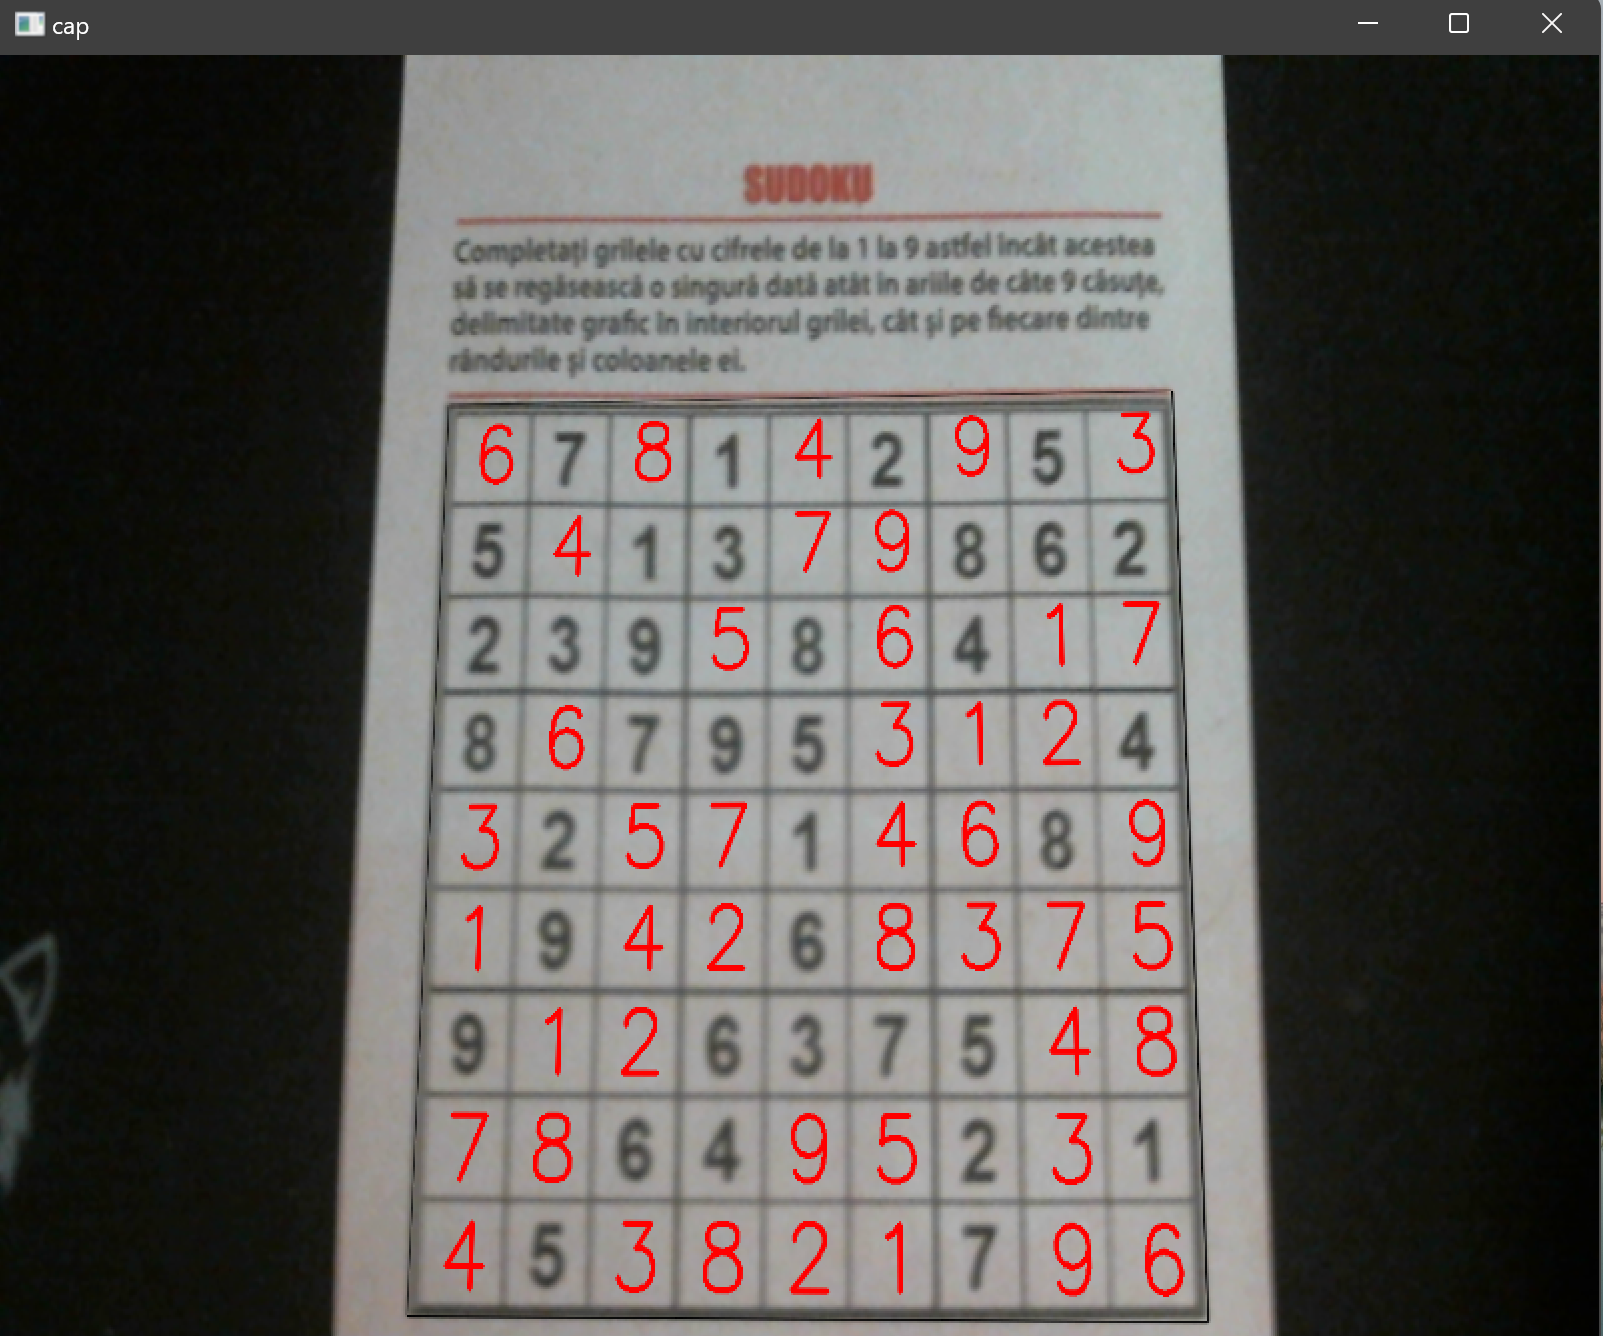 cap
SUDOKU
Completați grilele cu cifrele de la 1 la 9 astfel încât acestea
să se regăsească o singură dată atât în ariile de câte 9 căsuțe,
delimitate grafic în interiorul grilei, cât și pe fiecare dintre
rândurile și coloanele ei.
6 7 8 1 4 2 9 5 3
5 4 1 3 7 9 8 6 2
2 3 9 5 8 6 4 1 7
8 6 7 9 5 3 1 2 4
3 2 5 7 1 4 6 8 9
1 9 4 2 6 8 3 7 5
9 1 2 6 3 7 5 4 8
7 8 6 4 9 5 2 3 1
4 5 3 8 2 1 7 9 6